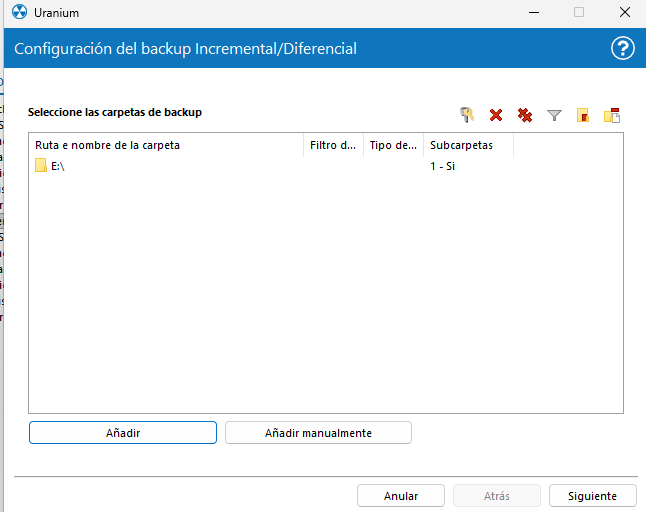 Uranium
Configuración del backup Incremental/Diferencial
Seleccione las carpetas de backup
Ruta e nombre de la carpeta Filtro d... Tipo de... Subcarpetas
E:\ 1 - Si
Añadir Añadir manualmente
Anular Atrás Siguiente